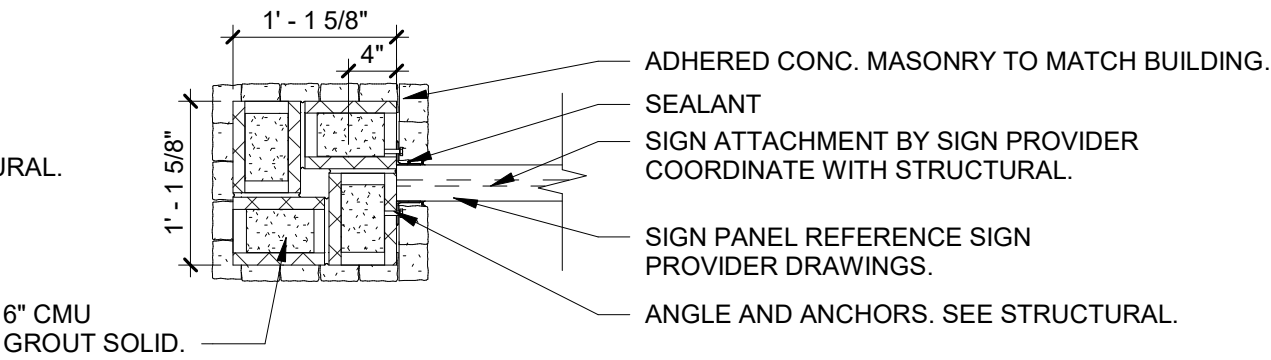 1' - 1 5/8"
4"
1' - 1 5/8"
URAL.
6" CMU
GROUT SOLID.
ADHERED CONC. MASONRY TO MATCH BUILDING.
SEALANT
SIGN ATTACHMENT BY SIGN PROVIDER
COORDINATE WITH STRUCTURAL.
SIGN PANEL REFERENCE SIGN
PROVIDER DRAWINGS.
ANGLE AND ANCHORS. SEE STRUCTURAL.